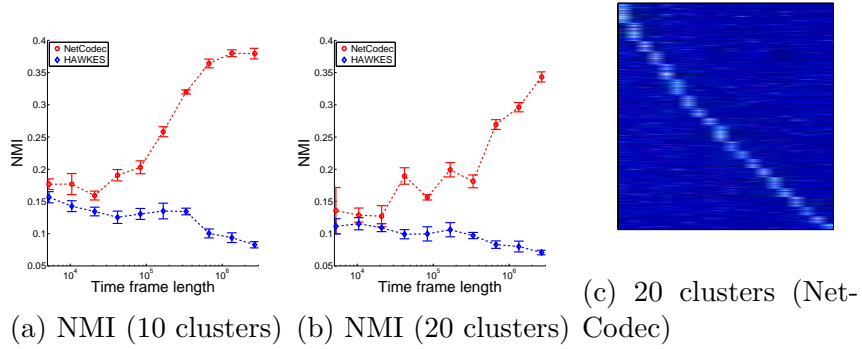 NetCodec
HAWKES
NMI
0.4
0.35
0.3
0.25
0.2
0.15
0.1
0.05
10^4
10^5
10^6
Time frame length
(a) NMI (10 clusters)
NetCodec
HAWKES
NMI
0.4
0.35
0.3
0.25
0.2
0.15
0.1
0.05
10^4
10^5
10^6
Time frame length
(b) NMI (20 clusters)
(c) 20 clusters (Net-
Codec)